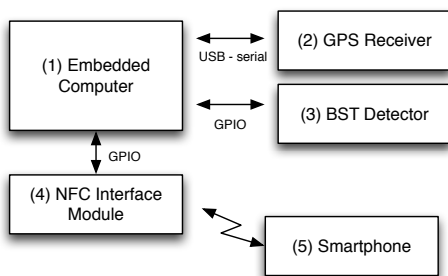 (1) Embedded
Computer
USB - serial
(2) GPS Receiver
GPIO
(3) BST Detector
GPIO
(4) NFC Interface
Module
(5) Smartphone